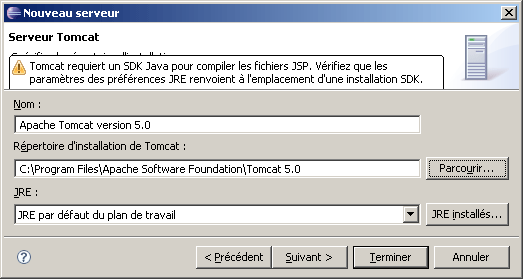 Nouveau serveur
Serveur Tomcat
Tomcat requiert un SDK Java pour compiler les fichiers JSP. Vérifiez que les
paramètres des préférences JRE renvoient à l'emplacement d'une installation SDK.
Nom :
Apache Tomcat version 5.0
Répertoire d'installation de Tomcat :
C:\Program Files\Apache Software Foundation\Tomcat 5.0
Parcourir...
JRE :
JRE par défaut du plan de travail
JRE installés...
< Précédent
Suivant >
Terminer
Annuler